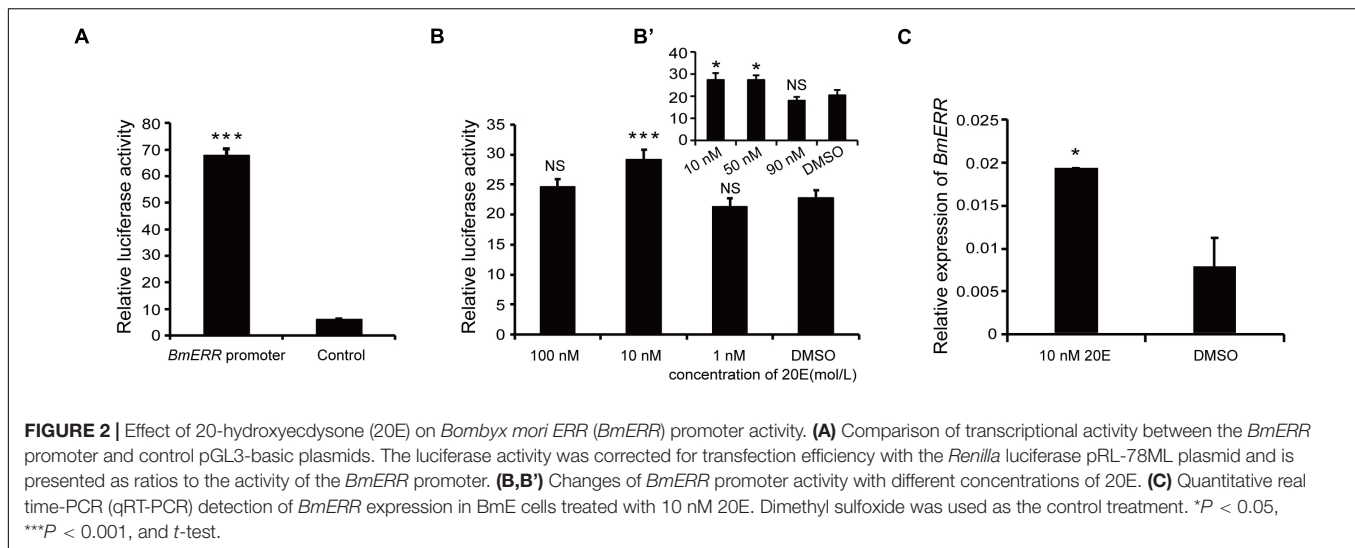 A
B
B’
C
Relative luciferase activity
80
70
60
50
40
30
20
10
0
***
BmERR promoter
Control
Relative luciferase activity
35
30
25
20
15
10
5
0
NS
***
NS
100 nM
10 nM
1 nM
DMSO
concentration of 20E(mol/L)
40
30
20
10
0
*
*
NS
10 nM
50 nM
90 nM
DMSO
Relative expression of BmERR
0.025
0.02
0.015
0.01
0.005
0
*
10 nM 20E
DMSO
FIGURE 2 | Effect of 20-hydroxyecdysone (20E) on Bombyx mori ERR (BmERR) promoter activity. (A) Comparison of transcriptional activity between the BmERR
promoter and control pGL3-basic plasmids. The luciferase activity was corrected for transfection efficiency with the Renilla luciferase pRL-78ML plasmid and is
presented as ratios to the activity of the BmERR promoter. (B,B’) Changes of BmERR promoter activity with different concentrations of 20E. (C) Quantitative real
time-PCR (qRT-PCR) detection of BmERR expression in BmE cells treated with 10 nM 20E. Dimethyl sulfoxide was used as the control treatment. *P < 0.05,
***P < 0.001, and t-test.